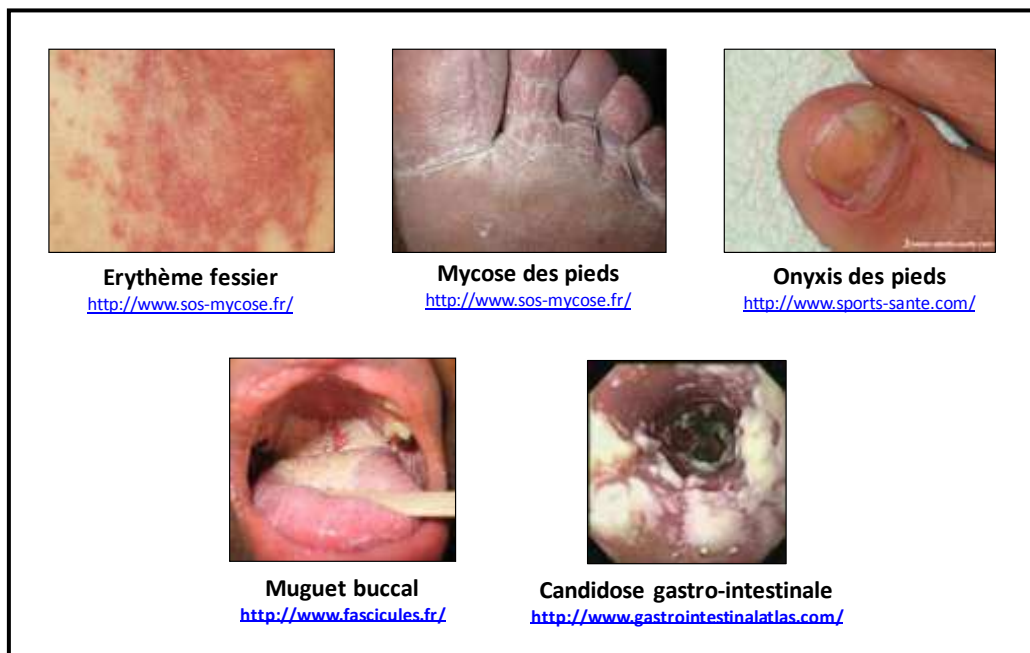 Erythème fessier
http://www.sos-mycose.fr/
Mycose des pieds
http://www.sos-mycose.fr/
Onyxis des pieds
http://www.sports-sante.com/
Muguet buccal
http://www.fascicules.fr/
Candidose gastro-intestinale
http://www.gastrointestinalatlas.com/